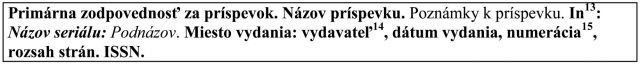 Primárna zodpovednosť za príspevok. Názov príspevku. Poznámky k príspevku. In13:
Názov seriálu: Podnázov. Miesto vydania: vydavateľ14, dátum vydania, numerácia15,
rozsah strán. ISSN.